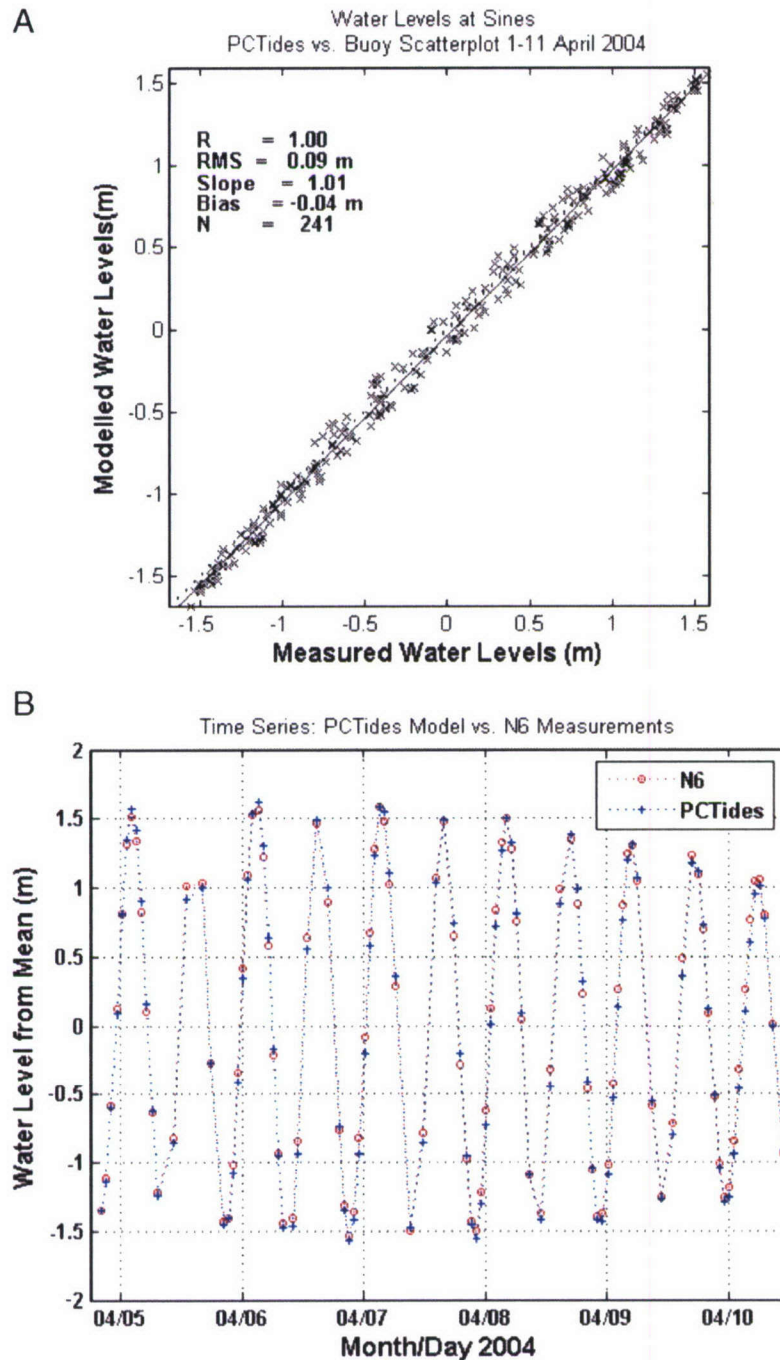 A
Water Levels at Sines
PCTides vs. Buoy Scatterplot 1-11 April 2004
R = 1.00
RMS = 0.09 m
Slope = 1.01
Bias = -0.04 m
N = 241
Modelled Water Levels(m)
1.5
1
0.5
0
-0.5
-1
-1.5
-1.5 -1 -0.5 0 0.5 1 1.5
Measured Water Levels (m)
B
Time Series: PCTides Model vs. N6 Measurements
N6
PCTides
Water Level from Mean (m)
2
1.5
1
0.5
0
-0.5
-1
-1.5
-2
04/05 04/06 04/07 04/08 04/09 04/10
Month/Day 2004